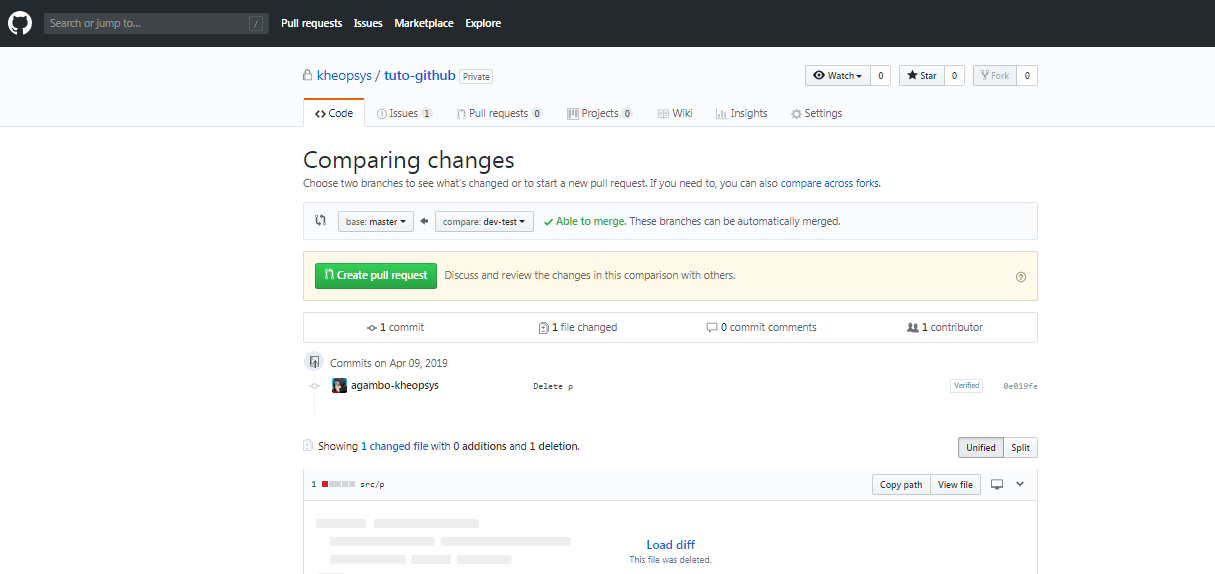 Search or jump to... /
Pull requests Issues Marketplace Explore
kheopsys / tuto-github Private
Watch 0 Star 0 Fork 0
Code Issues 1 Pull requests 0 Projects 0 Wiki Insights Settings
Comparing changes
Choose two branches to see what's changed or to start a new pull request. If you need to, you can also compare across forks.
base: master compare: dev-test Able to merge. These branches can be automatically merged.
Create pull request Discuss and review the changes in this comparison with others.
1 commit 1 file changed 0 commit comments 1 contributor
Commits on Apr 09, 2019
agambo-kheopsys Delete p Verified 0e019fe
Showing 1 changed file with 0 additions and 1 deletion. Unified Split
1 src/p Copy path View file
Load diff
This file was deleted.